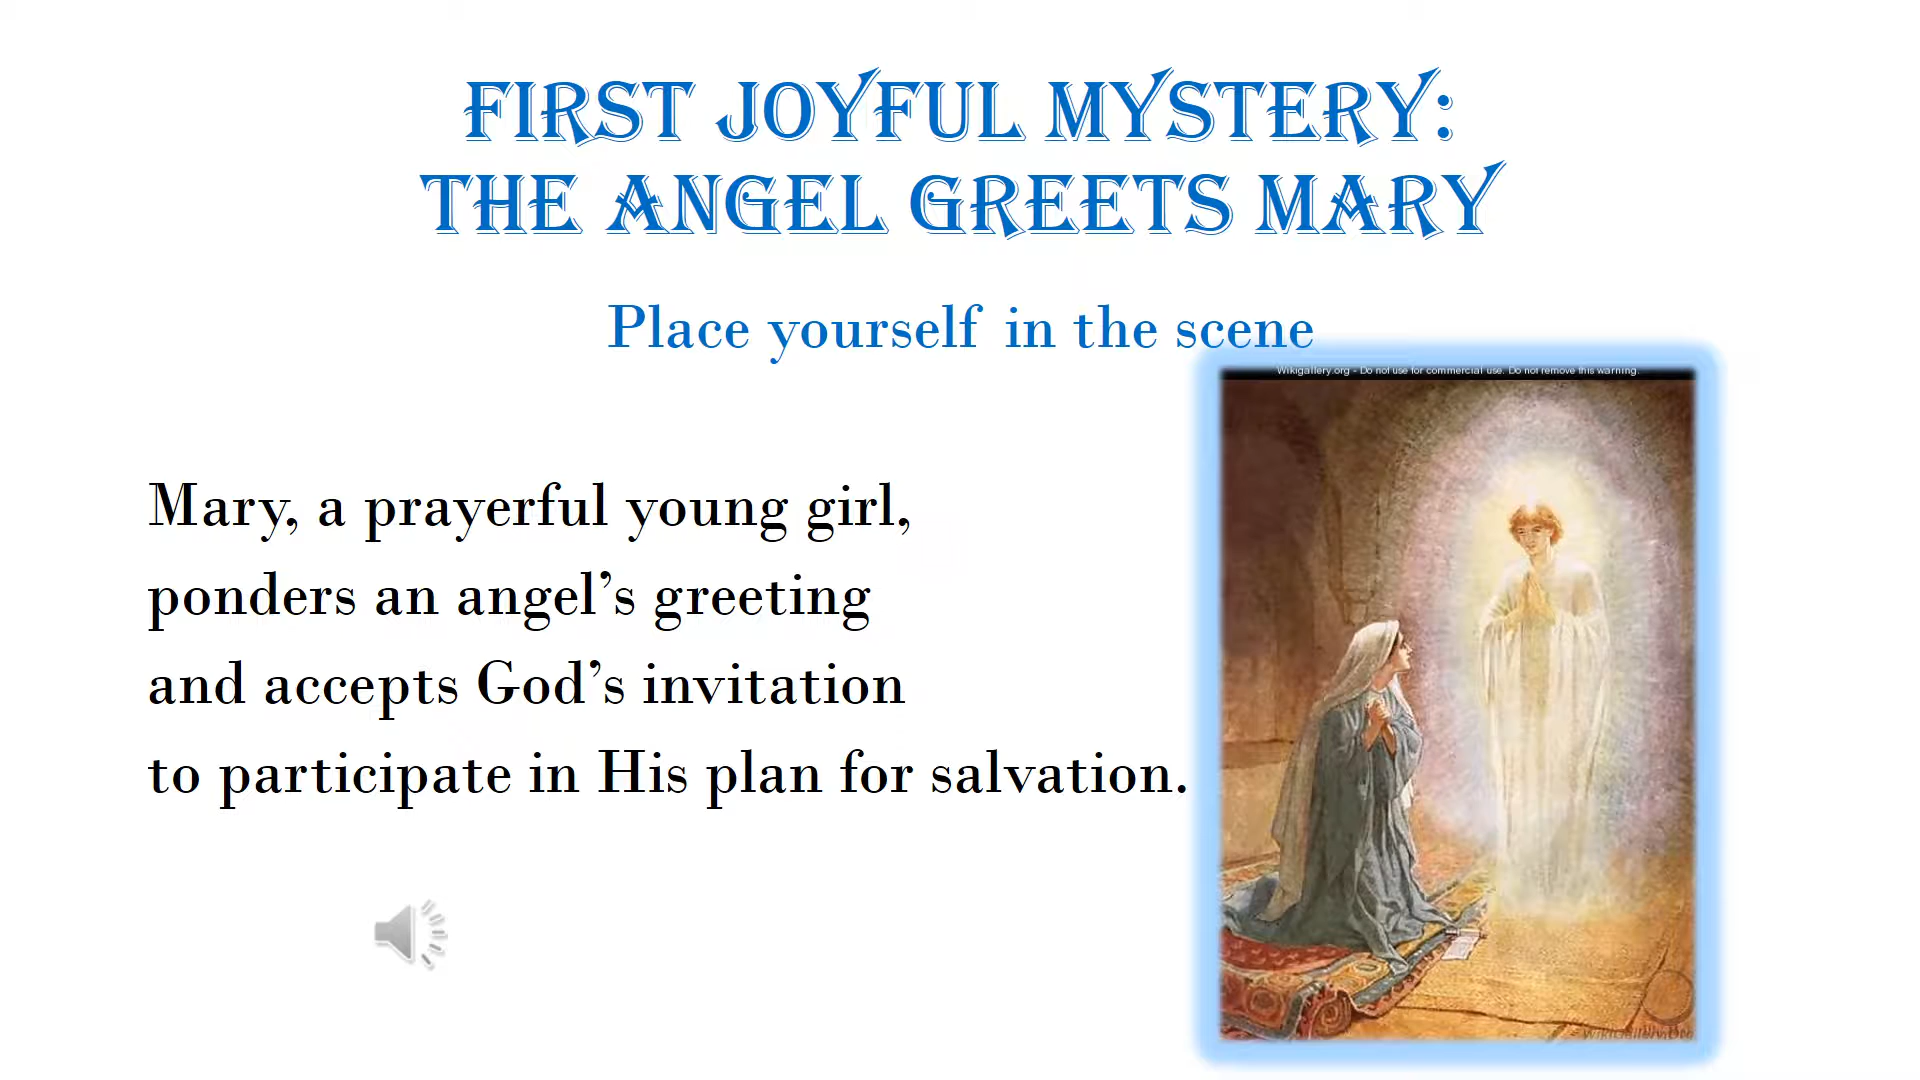 FIRST JOYFUL MYSTERY:
THE ANGEL GREETS MARY
Place yourself in the scene
Wikigallery.org - Do not use for commercial use. Do not remove this warning.
Mary, a prayerful young girl,
ponders an angel’s greeting
and accepts God’s invitation
to participate in His plan for salvation.
WikiGallery.Org